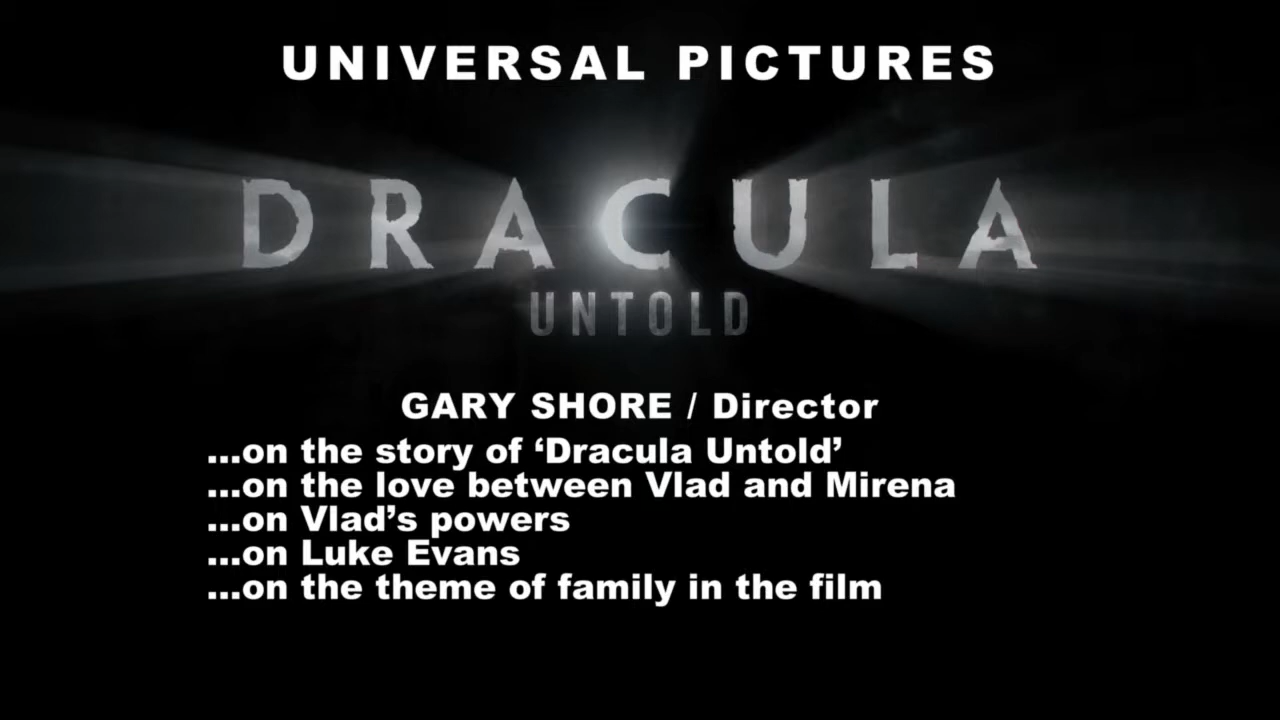 UNIVERSAL PICTURES
DRACULA
UNTOLD
GARY SHORE / Director
...on the story of ‘Dracula Untold’
...on the love between Vlad and Mirena
...on Vlad’s powers
...on Luke Evans
...on the theme of family in the film